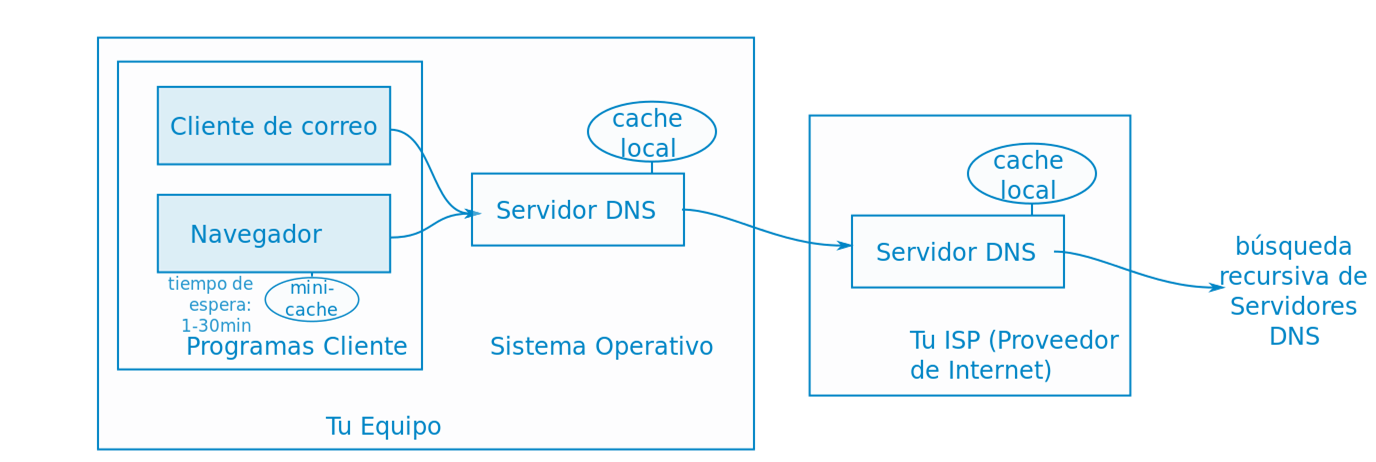 Cliente de correo
Navegador
tiempo de
espera:
1-30min
mini-
cache
Programas Cliente
cache
local
Servidor DNS
Sistema Operativo
Tu Equipo
cache
local
Servidor DNS
Tu ISP (Proveedor
de Internet)
búsqueda
recursiva de
Servidores
DNS